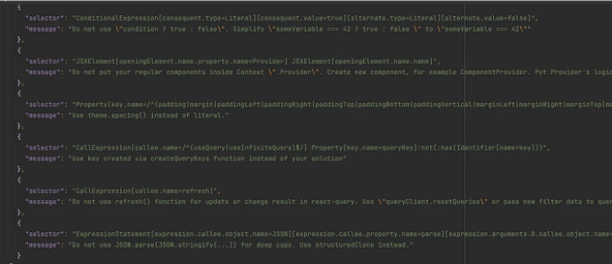 {
"selector": "ConditionalExpression[consequent.type=Literal][consequent.value=true][alternate.type=Literal][alternate.value=false]",
"message": "Do not use \"condition ? true : false\". Simplify \"someVariable === 42 ? true : false \" to \"someVariable === 42\""
},
{
"selector": "JSXElement[openingElement.name.property.name=Provider] JSXElement[openingElement.name.name]",
"message": "Do not put your regular components inside Context \".Provider\". Create new component, for example ComponentProvider. Put Provider's logi
},
{
"selector": "Property[key.name=/^(padding|margin|paddingLeft|paddingRight|paddingTop|paddingBottom|paddingVertical|marginLeft|marginRight|marginTop|ma
"message": "Use theme.spacing() instead of literal."
},
{
"selector": "CallExpression[callee.name=/^(useQuery|useInfiniteQuery)$/] Property[key.name=queryKey]:not(:has(Identifier[name=key]))",
"message": "Use key created via createQueryKeys function instead of your solution"
},
{
"selector": "CallExpression[callee.name=refresh]",
"message": "Do not use refresh() function for update or change result in react-query. Use \"queryClient.resetQueries\" or pass new filter data to quer
},
{
"selector": "ExpressionStatement[expression.callee.object.name=JSON][expression.callee.property.name=parse][expression.arguments.0.callee.object.name
"message": "Do not use JSON.parse(JSON.stringify(...)) for deep copy. Use structuredClone instead."
}